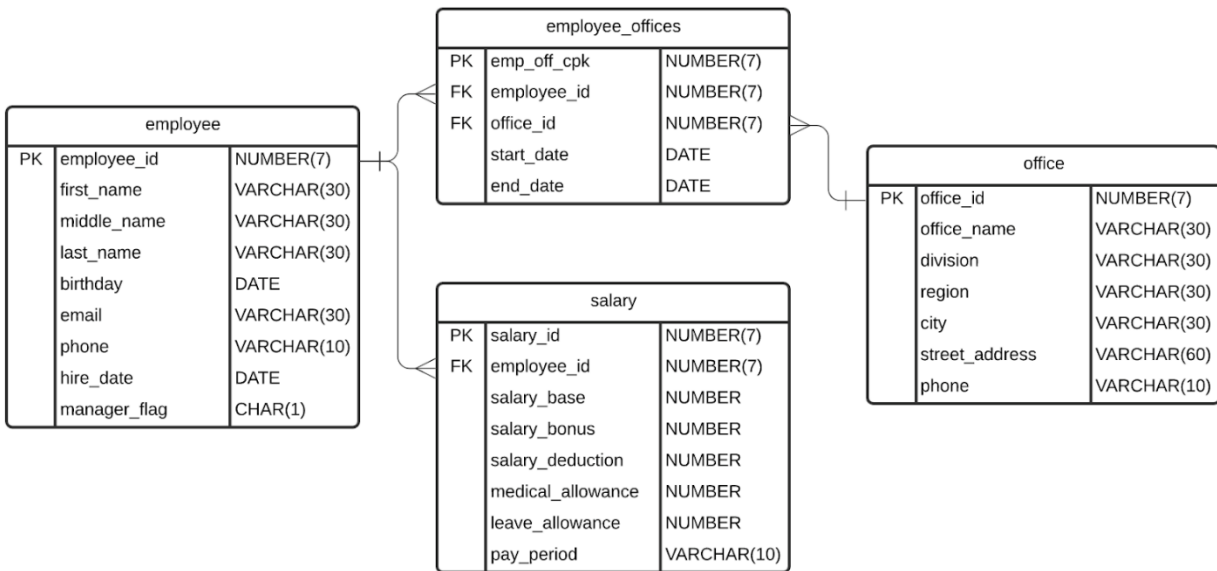 employee_offices
PK emp_off_cpk NUMBER(7)
FK employee_id NUMBER(7)
FK office_id NUMBER(7)
start_date DATE
end_date DATE
employee
PK employee_id NUMBER(7)
first_name VARCHAR(30)
middle_name VARCHAR(30)
last_name VARCHAR(30)
birthday DATE
email VARCHAR(30)
phone VARCHAR(10)
hire_date DATE
manager_flag CHAR(1)
office
PK office_id NUMBER(7)
office_name VARCHAR(30)
division VARCHAR(30)
region VARCHAR(30)
city VARCHAR(30)
street_address VARCHAR(60)
phone VARCHAR(10)
salary
PK salary_id NUMBER(7)
FK employee_id NUMBER(7)
salary_base NUMBER
salary_bonus NUMBER
salary_deduction NUMBER
medical_allowance NUMBER
leave_allowance NUMBER
pay_period VARCHAR(10)